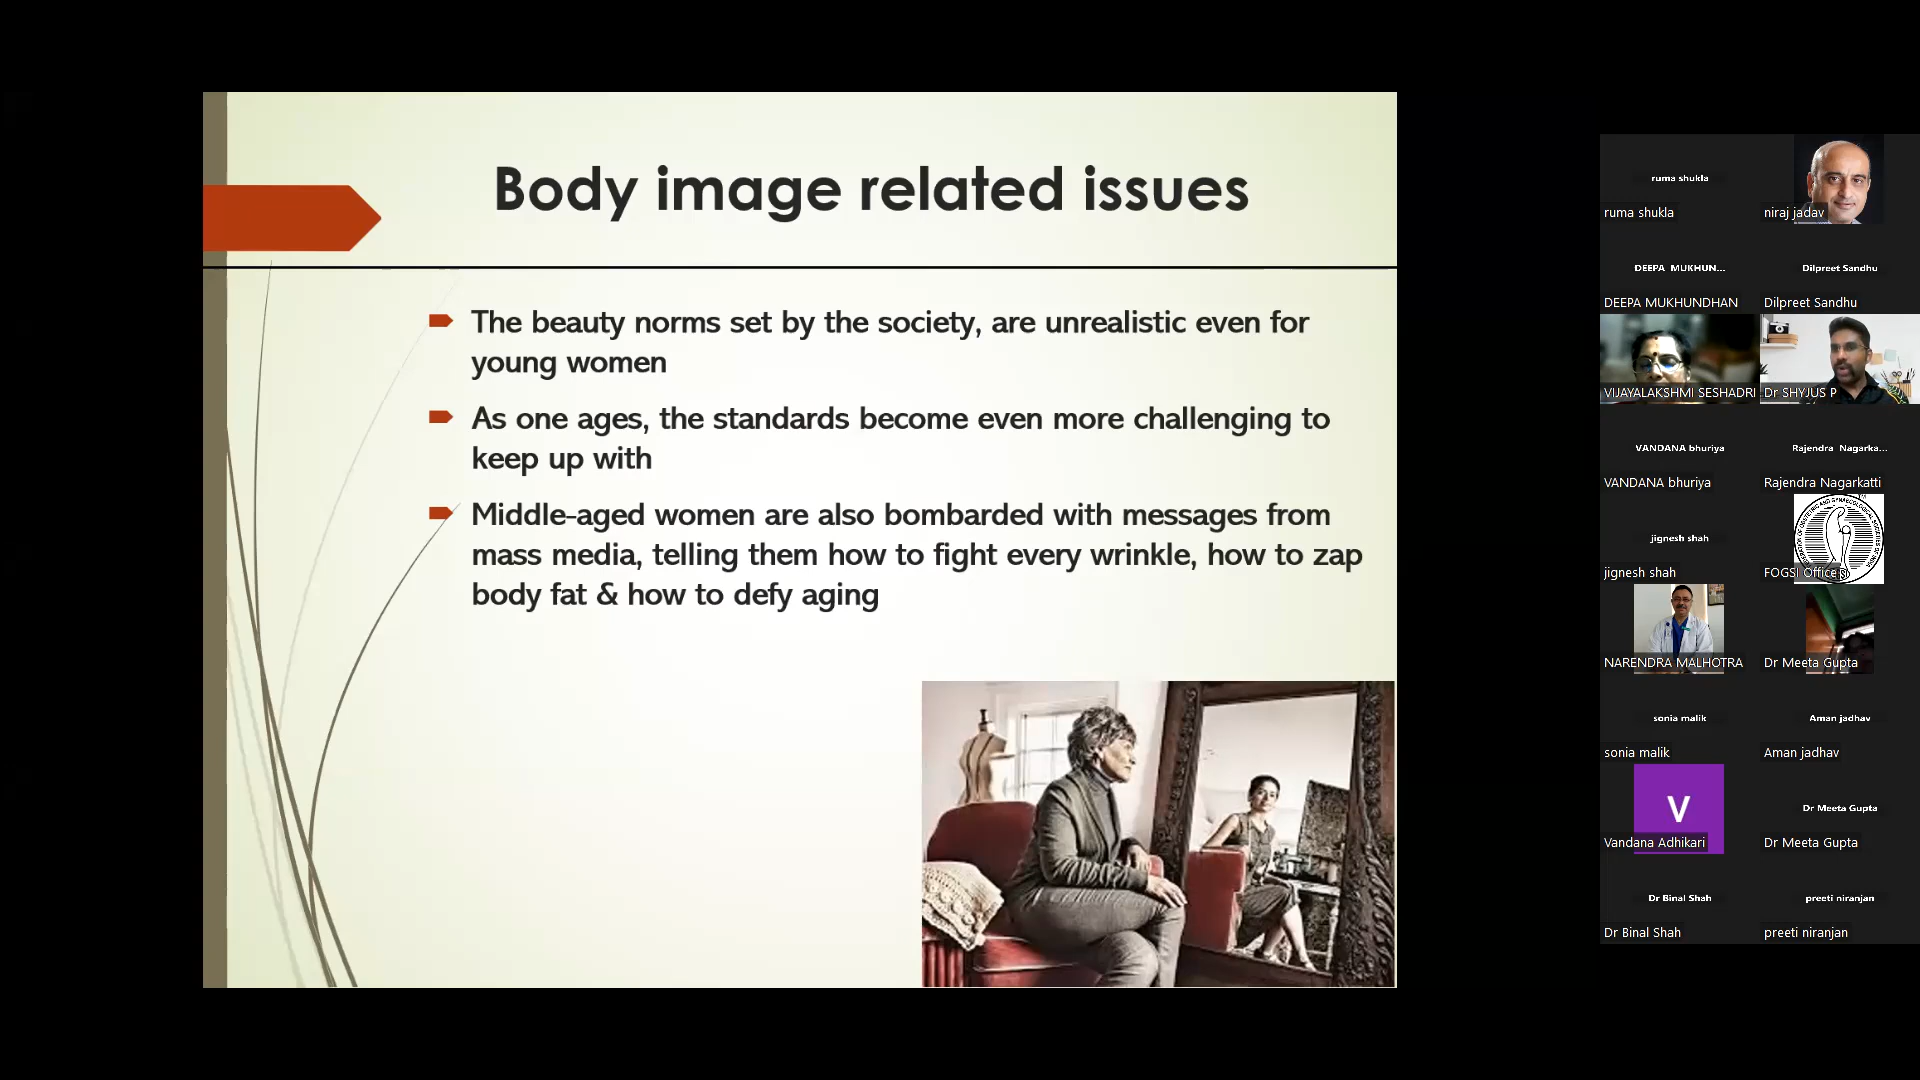 Body image related issues
The beauty norms set by the society, are unrealistic even for
young women
As one ages, the standards become even more challenging to
keep up with
Middle-aged women are also bombarded with messages from
mass media, telling them how to fight every wrinkle, how to zap
body fat & how to defy aging
ruma shukla
ruma shukla
niraj jadav
DEEPA MUKHUN...
DEEPA MUKHUNDHAN
Dilpreet Sandhu
Dilpreet Sandhu
VIJAYALAKSHMI SESHADRI
Dr SHYJUS P
VANDANA bhuriya
VANDANA bhuriya
Rajendra Nagarka...
Rajendra Nagarkatti
jignesh shah
jignesh shah
FOGSI Office
NARENDRA MALHOTRA
Dr Meeta Gupta
sonia malik
sonia malik
Aman jadhav
Aman jadhav
V
Vandana Adhikari
Dr Meeta Gupta
Dr Meeta Gupta
Dr Binal Shah
Dr Binal Shah
preeti niranjan
preeti niranjan